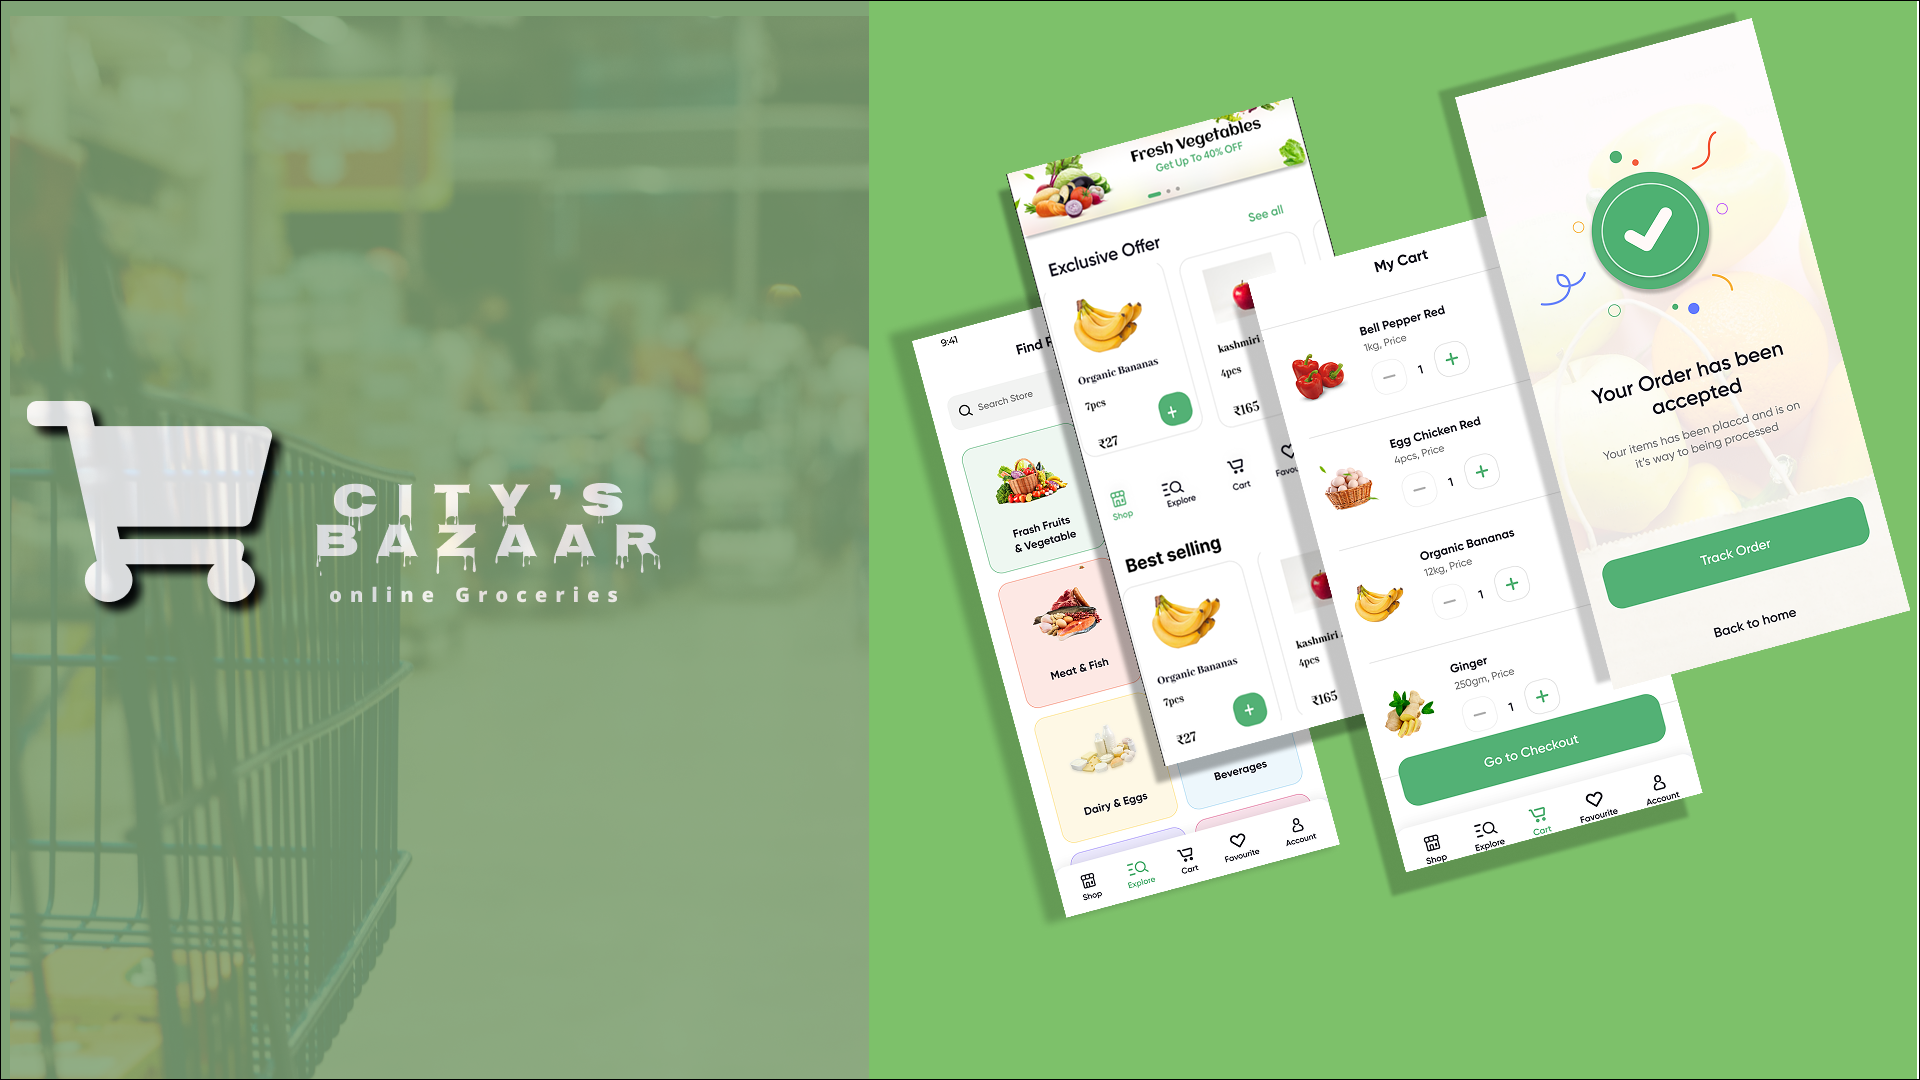 CITY'S
BAZAAR
online Groceries
9:41
Find
Search Store
Frash Fruits
& Vegetable
Meat & Fish
Dairy & Eggs
Beverages
Shop
Explore
Cart
Favourite
Account
Fresh Vegetables
Get Up To 40% OFF
Exclusive Offer
See all
Organic Bananas
7pcs
₹27
kashmiri
4pcs
₹165
Shop
Explore
Cart
Best selling
Organic Bananas
7pcs
₹27
kashmiri
4pcs
₹165
My Cart
Bell Pepper Red
1kg, Price
1
Egg Chicken Red
4pcs, Price
1
Organic Bananas
12kg, Price
1
Ginger
250gm, Price
1
Go to Checkout
Shop
Explore
Cart
Favourite
Account
Your Order has been
accepted
Your items has been placcd and is on
it's way to being processed
Track Order
Back to home